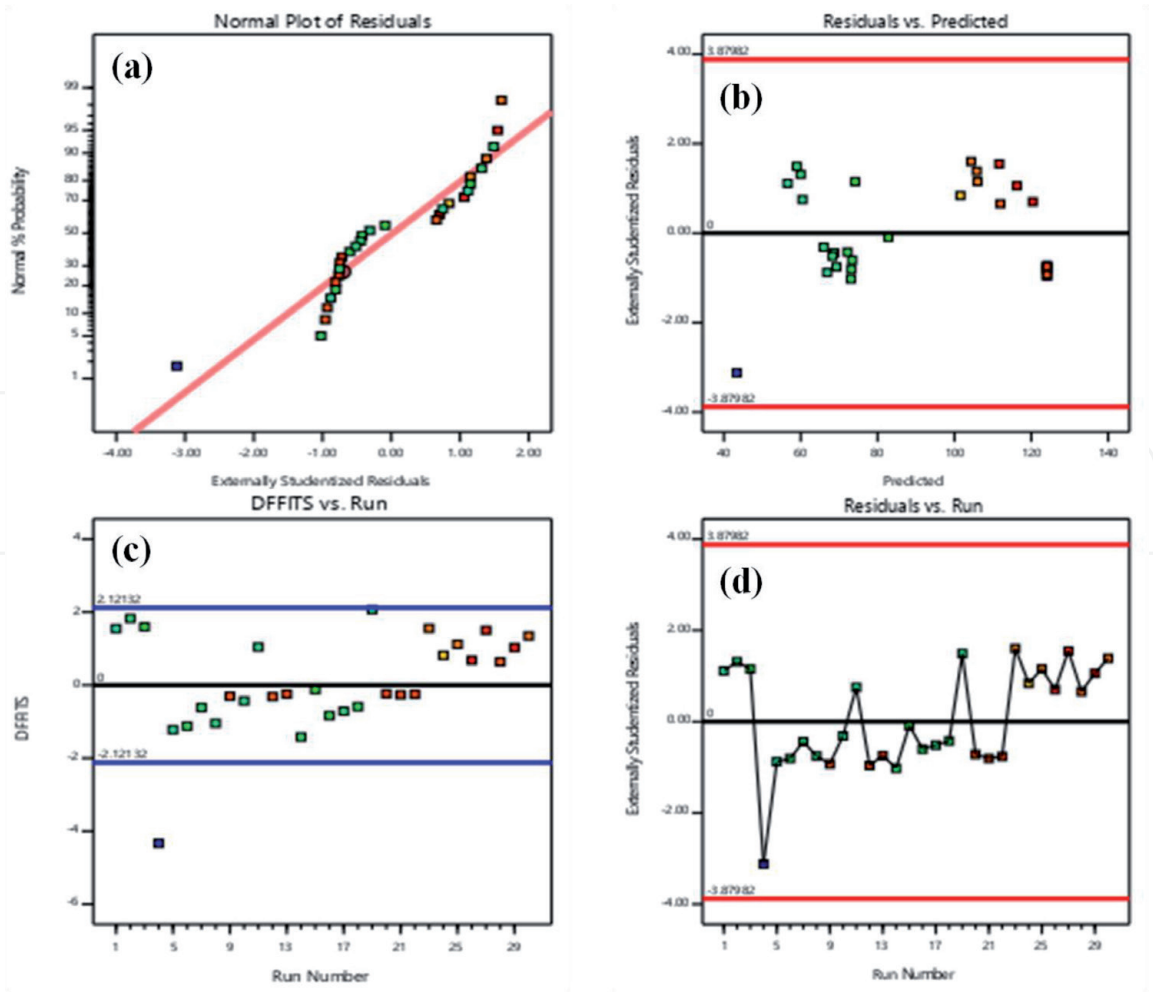 Normal Plot of Residuals
(a)
Normal % Probability
99
95
90
80
70
50
30
20
10
5
1
-4.00 -3.00 -2.00 -1.00 0.00 1.00 2.00
Externally Studentized Residuals
Residuals vs. Predicted
(b)
Externally Studentized Residuals
4.00
3.87982
2.00
0.00
0
-2.00
-3.87982
-4.00
40 60 80 100 120 140
Predicted
DFFITS vs. Run
(c)
DFFITS
4
2.12132
2
0
0
-2.12132
-2
-4
-6
1 5 9 13 17 21 25 29
Run Number
Residuals vs. Run
(d)
Externally Studentized Residuals
4.00
3.87982
2.00
0.00
0
-2.00
-3.87982
-4.00
1 5 9 13 17 21 25 29
Run Number